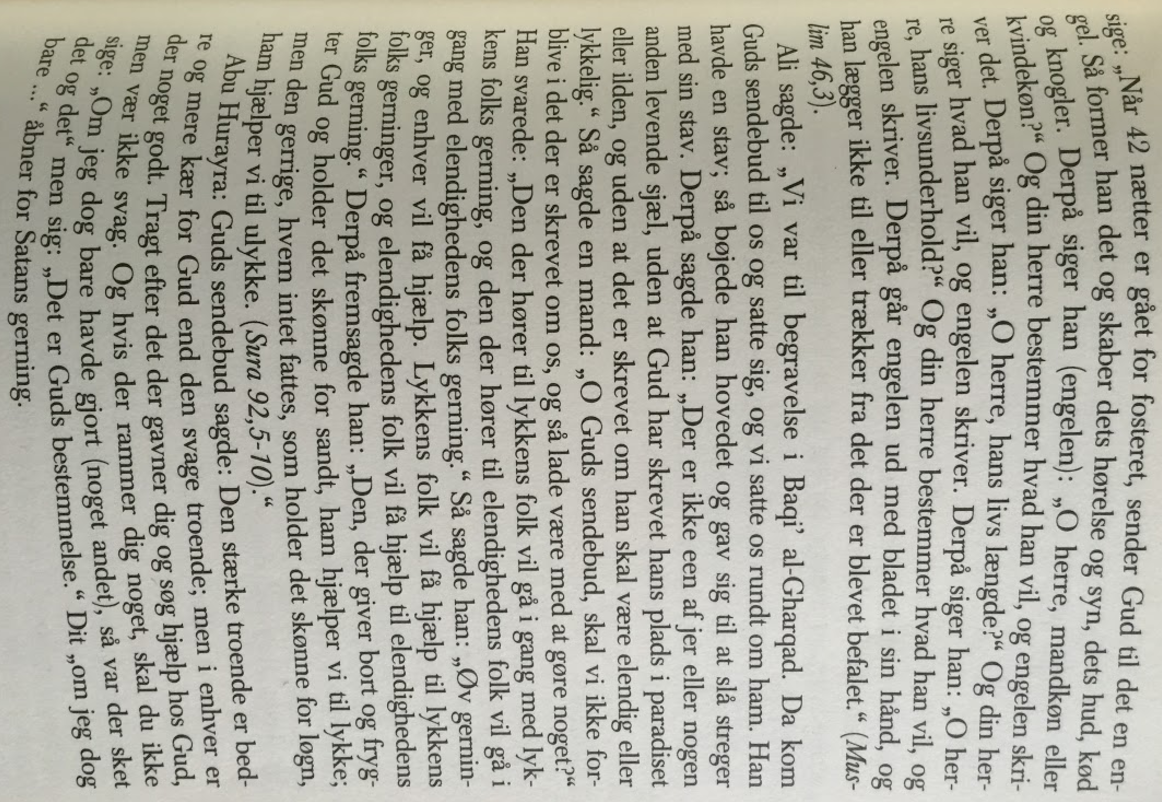 sige: „Når 42 nætter er gået for fosteret, sender Gud til det en en-
gel. Så former han det og skaber dets hørelse og syn, dets hud, kød
og knogler. Derpå siger han (engelen): „O herre, mandkøn eller
kvindekøn?“ Og din herre bestemmer hvad han vil, og engelen skri-
ver det. Derpå siger han: „O herre, hans livs længde?“ Og din her-
re siger hvad han vil, og engelen skriver. Derpå siger han: „O her-
re, hans livsunderhold?“ Og din herre bestemmer hvad han vil, og
engelen skriver. Derpå går engelen ud med bladet i sin hånd, og
han lægger ikke til eller trækker fra det der er blevet befalet.“ (Mus-
lim 46,3).
Ali sagde: „Vi var til begravelse i Baqi’ al-Gharqad. Da kom
Guds sendebud til os og satte sig, og vi satte os rundt om ham. Han
havde en stav; så bøjede han hovedet og gav sig til at slå streger
med sin stav. Derpå sagde han: „Der er ikke een af jer eller nogen
anden levende sjæl, uden at Gud har skrevet hans plads i paradiset
eller ilden, og uden at det er skrevet om han skal være elendig eller
lykkelig.“ Så sagde en mand: „O Guds sendebud, skal vi ikke for-
blive i det der er skrevet om os, og så lade være med at gøre noget?“
Han svarede: „Den der hører til lykkens folk vil gå i gang med lyk-
kens folks gerning, og den der hører til elendighedens folk vil gå i
gang med elendighedens folks gerning.“ Så sagde han: „Øv gernin-
ger, og enhver vil få hjælp. Lykkens folk vil få hjælp til lykkens
folks gerninger, og elendighedens folk vil få hjælp til elendighedens
folks gerning.“ Derpå fremsagde han: „Den, der giver bort og fryg-
ter Gud og holder det skønne for sandt, ham hjælper vi til lykke;
men den gerrige, hvem intet fattes, som holder det skønne for løgn,
ham hjælper vi til ulykke. (Sura 92,5-10).“
Abu Hurayra: Guds sendebud sagde: Den stærke troende er bed-
re og mere kær for Gud end den svage troende; men i enhver er
der noget godt. Tragt efter det der gavner dig og søg hjælp hos Gud,
men vær ikke svag. Og hvis der rammer dig noget, skal du ikke
sige: „Om jeg dog bare havde gjort (noget andet), så var der sket
det og det“ men sig: „Det er Guds bestemmelse.“ Dit „om jeg dog
bare ...“ åbner for Satans gerning.